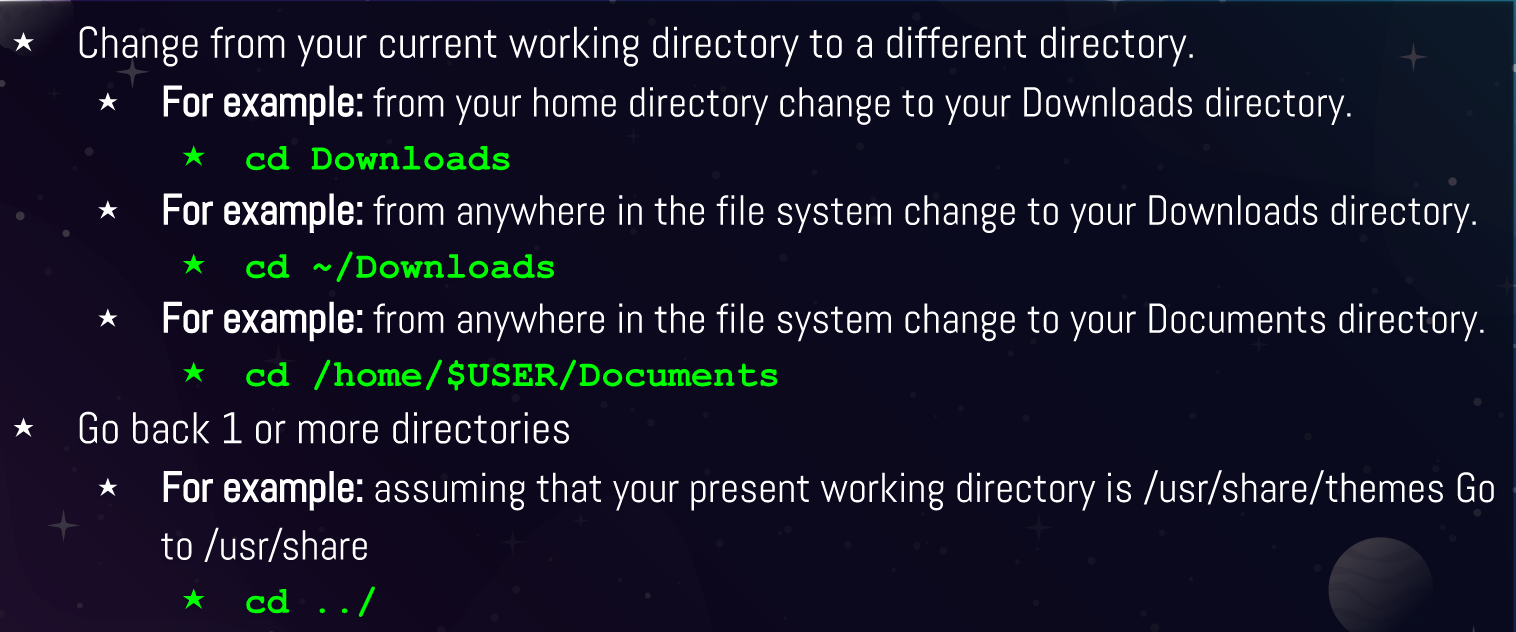 Change from your current working directory to a different directory.
For example: from your home directory change to your Downloads directory.
cd Downloads
For example: from anywhere in the file system change to your Downloads directory.
cd ~/Downloads
For example: from anywhere in the file system change to your Documents directory.
cd /home/$USER/Documents
Go back 1 or more directories
For example: assuming that your present working directory is /usr/share/themes Go
to /usr/share
cd ../